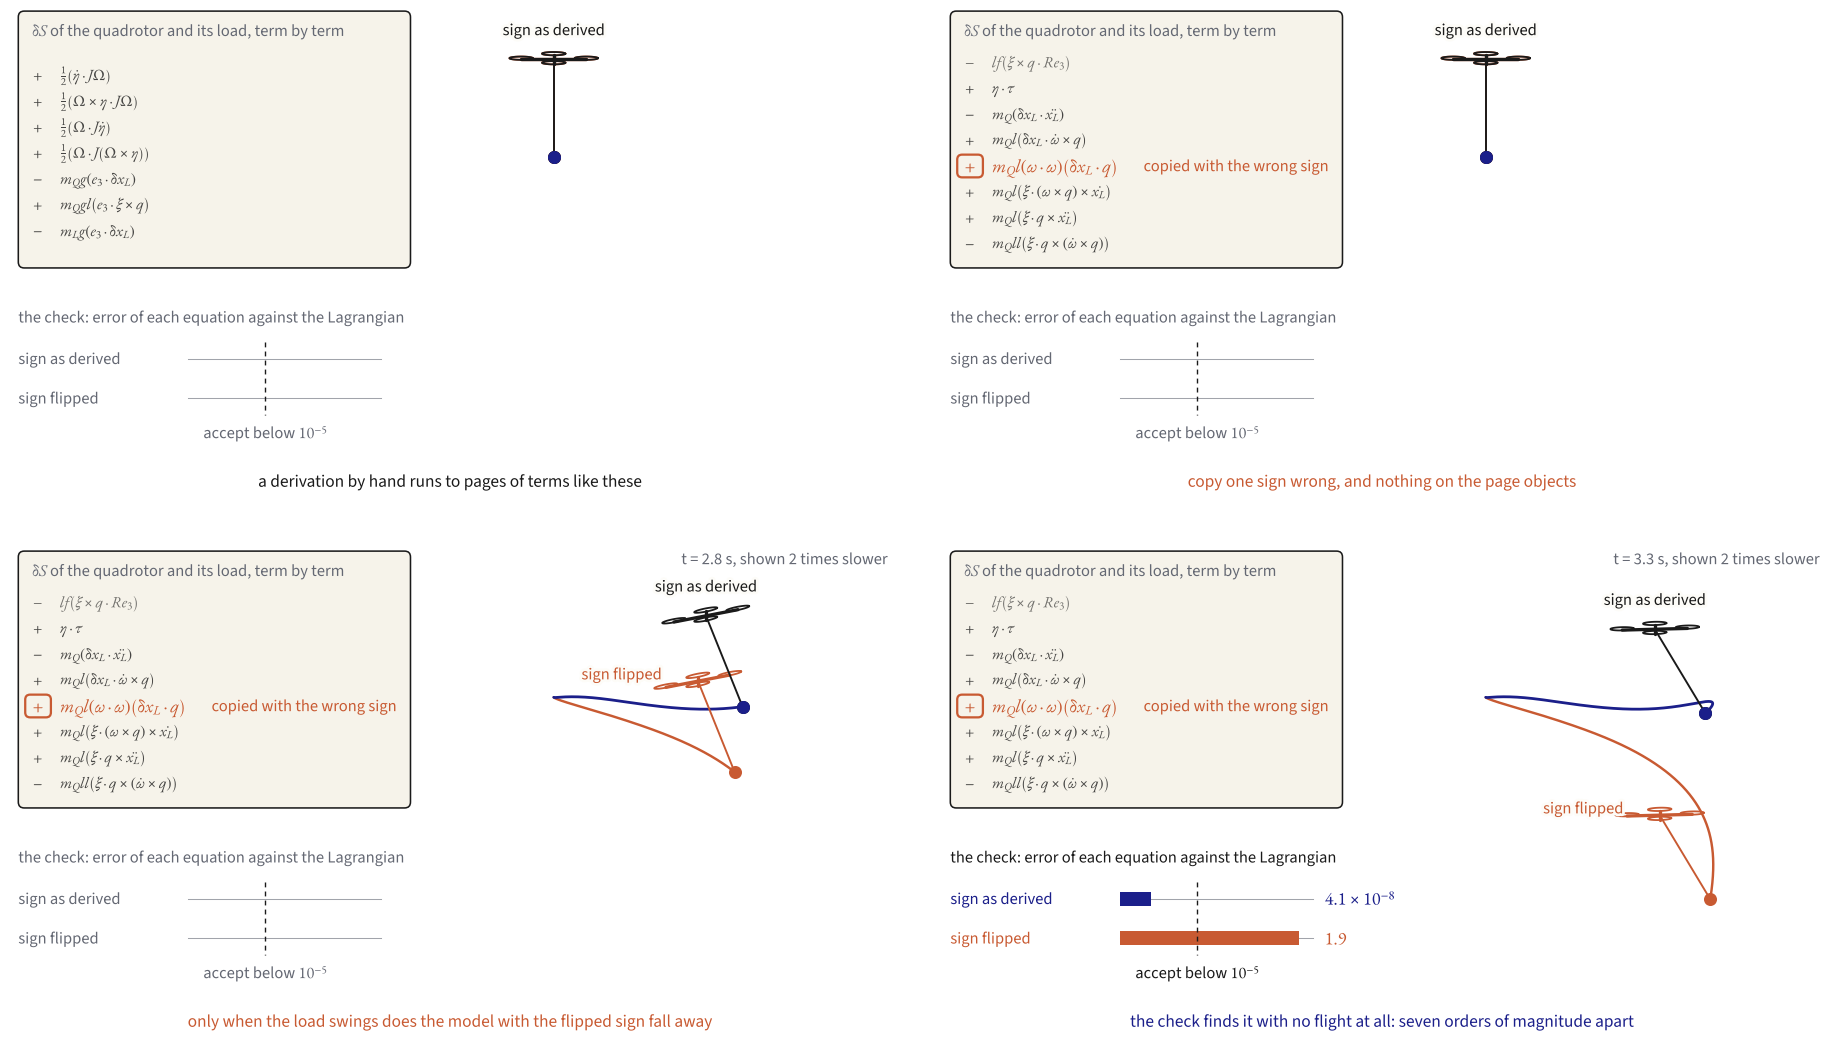 δS of the quadrotor and its load, term by term
+ ½(η̇ · JΩ)
+ ½(Ω × η · JΩ)
+ ½(Ω · Jη̇)
+ ½(Ω · J(Ω × η))
− m_Q g(e₃ · δx_L)
+ m_Q gl(e₃ · ξ × q)
− m_L g(e₃ · δx_L)
sign as derived
the check: error of each equation against the Lagrangian
sign as derived
sign flipped
accept below 10⁻⁵
a derivation by hand runs to pages of terms like these
δS of the quadrotor and its load, term by term
− lf(ξ × q · Re₃)
+ η · τ
− m_Q(δx_L · ẍ_L)
+ m_Q l(δx_L · ω̇ × q)
+ m_Q l(ω · ω)(δx_L · q) copied with the wrong sign
+ m_Q l(ξ · (ω × q) × ẋ_L)
+ m_Q l(ξ · q × ẍ_L)
− m_Q ll(ξ · q × (ω̇ × q))
sign as derived
the check: error of each equation against the Lagrangian
sign as derived
sign flipped
accept below 10⁻⁵
copy one sign wrong, and nothing on the page objects
δS of the quadrotor and its load, term by term
− lf(ξ × q · Re₃)
+ η · τ
− m_Q(δx_L · ẍ_L)
+ m_Q l(δx_L · ω̇ × q)
+ m_Q l(ω · ω)(δx_L · q) copied with the wrong sign
+ m_Q l(ξ · (ω × q) × ẋ_L)
+ m_Q l(ξ · q × ẍ_L)
− m_Q ll(ξ · q × (ω̇ × q))
t = 2.8 s, shown 2 times slower
sign as derived
sign flipped
the check: error of each equation against the Lagrangian
sign as derived
sign flipped
accept below 10⁻⁵
only when the load swings does the model with the flipped sign fall away
δS of the quadrotor and its load, term by term
− lf(ξ × q · Re₃)
+ η · τ
− m_Q(δx_L · ẍ_L)
+ m_Q l(δx_L · ω̇ × q)
+ m_Q l(ω · ω)(δx_L · q) copied with the wrong sign
+ m_Q l(ξ · (ω × q) × ẋ_L)
+ m_Q l(ξ · q × ẍ_L)
− m_Q ll(ξ · q × (ω̇ × q))
t = 3.3 s, shown 2 times slower
sign as derived
sign flipped
the check: error of each equation against the Lagrangian
sign as derived 4.1 × 10⁻⁸
sign flipped 1.9
accept below 10⁻⁵
the check finds it with no flight at all: seven orders of magnitude apart